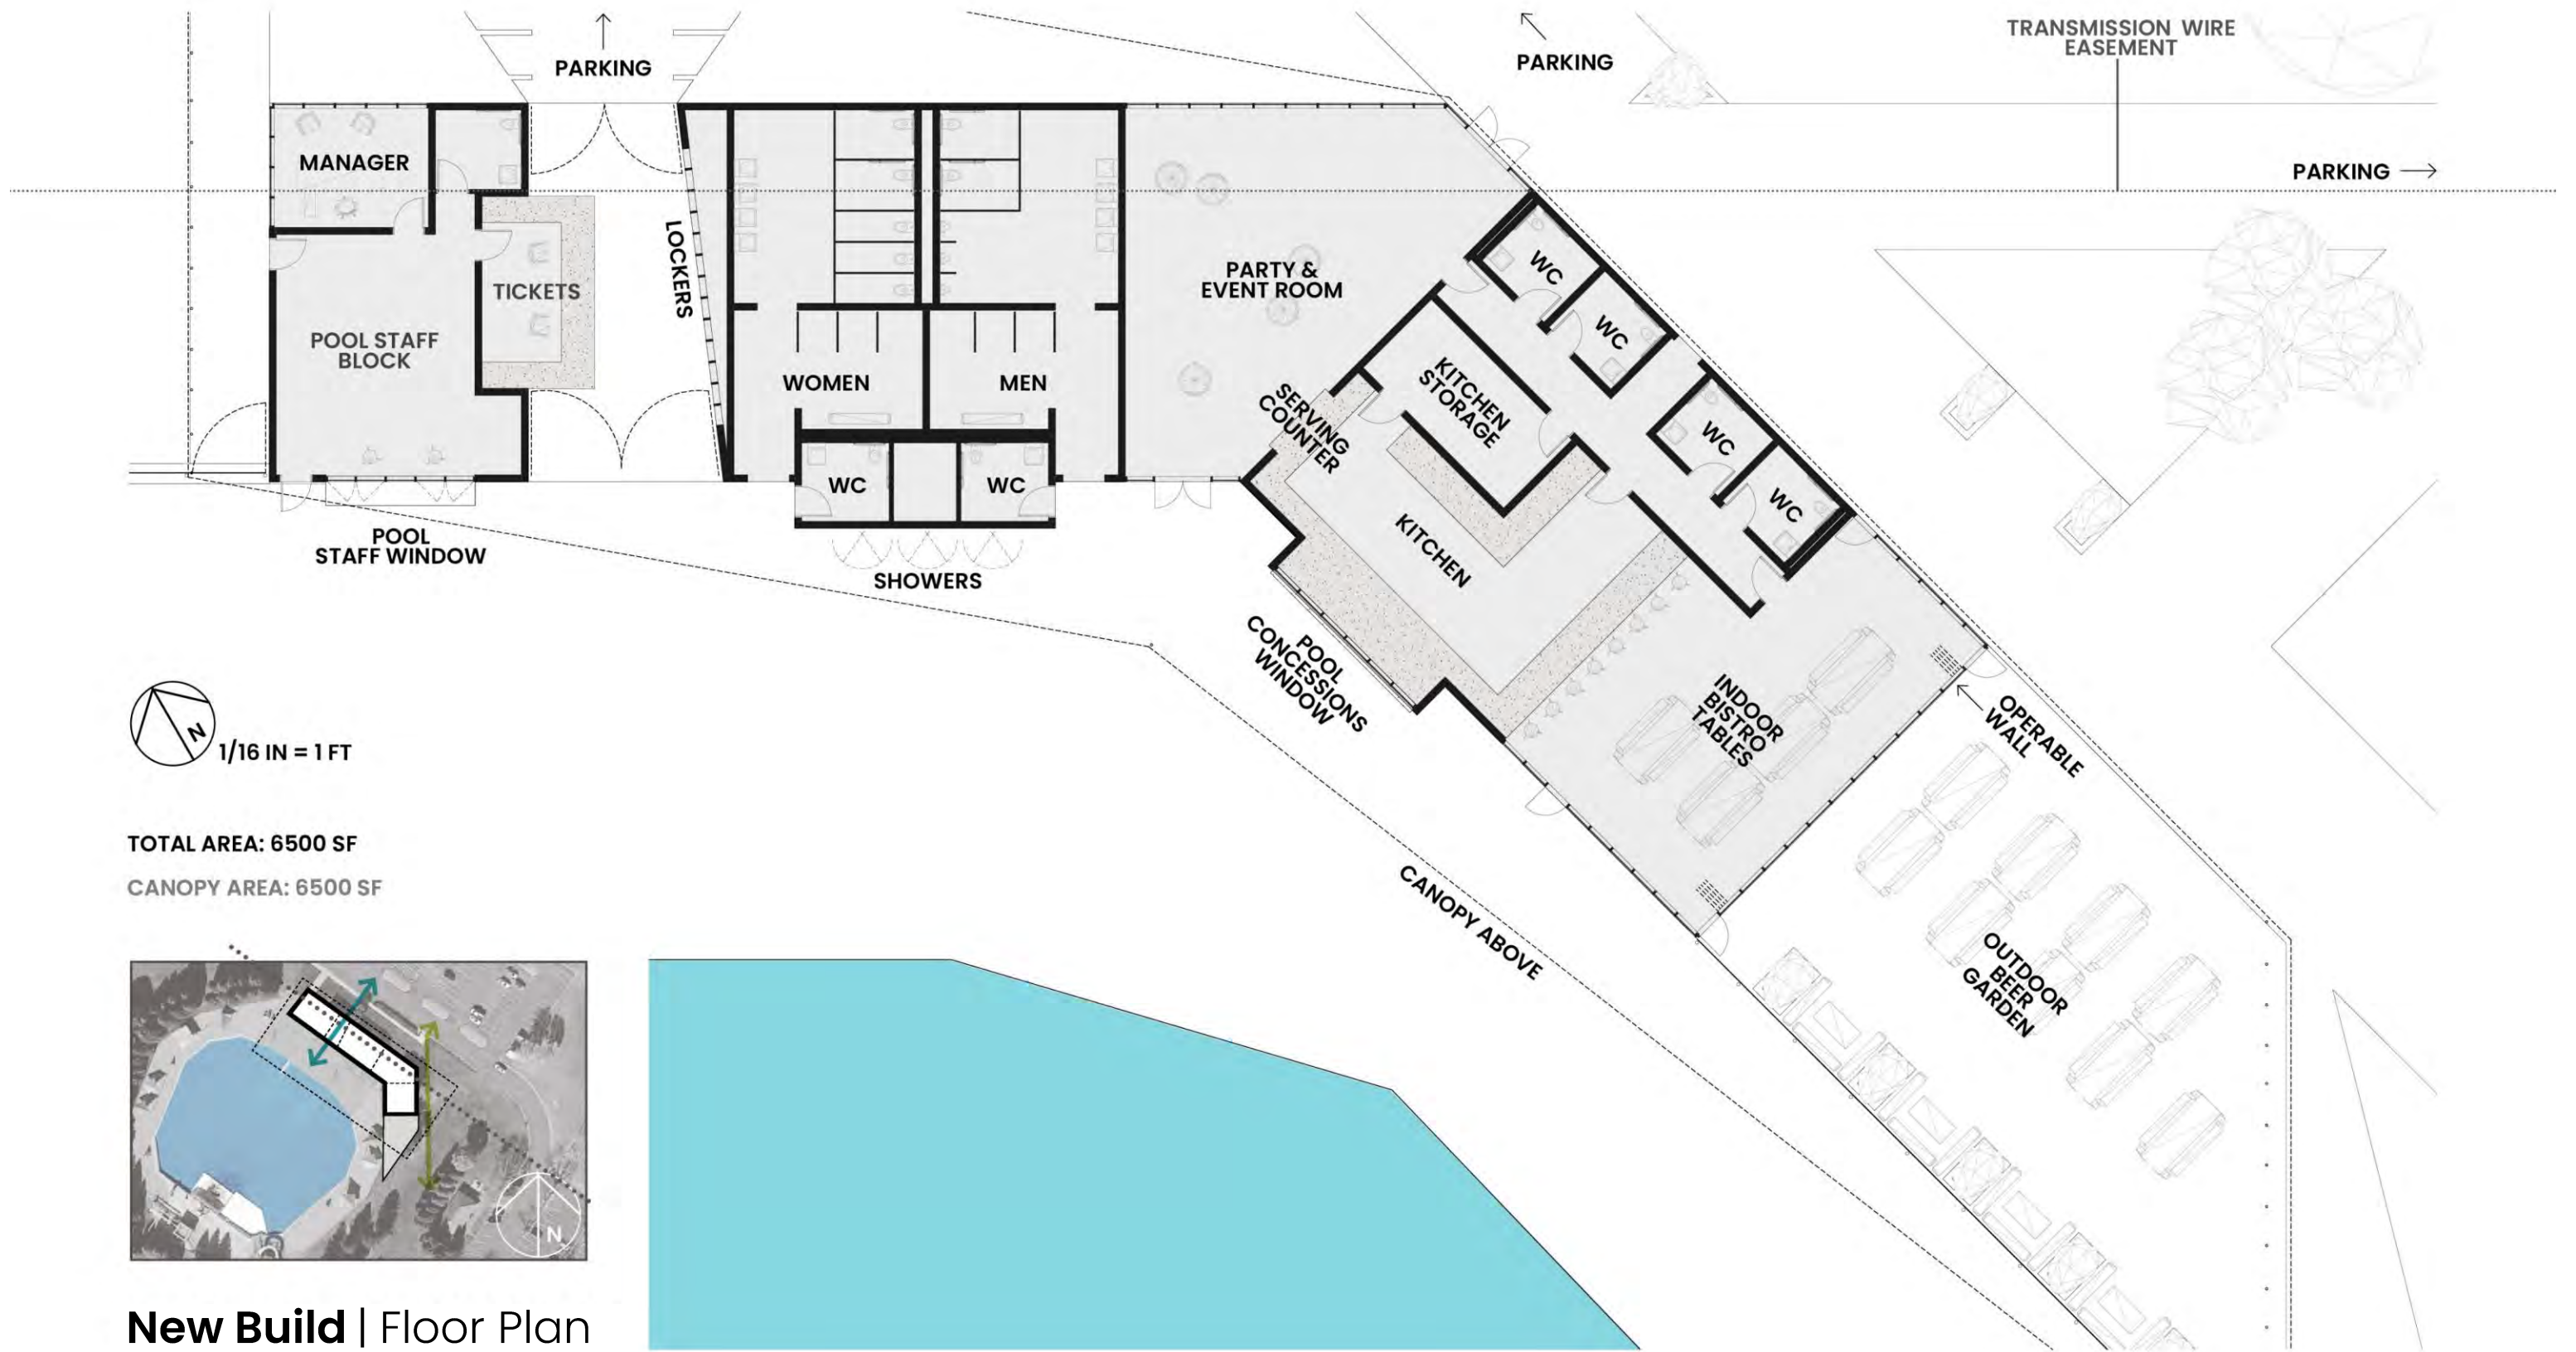 TRANSMISSION WIRE
EASEMENT
PARKING
PARKING
PARKING
MANAGER
LOCKERS
TICKETS
POOL STAFF
BLOCK
WOMEN
MEN
WC
WC
POOL
STAFF WINDOW
SHOWERS
PARTY &
EVENT ROOM
WC
WC
WC
WC
KITCHEN
STORAGE
SERVING
COUNTER
KITCHEN
POOL
CONCESSIONS
WINDOW
INDOOR
BISTRO
TABLES
OPERABLE
WALL
OUTDOOR
BEER
GARDEN
CANOPY ABOVE
N
1/16 IN = 1 FT
TOTAL AREA: 6500 SF
CANOPY AREA: 6500 SF
N
New Build | Floor Plan